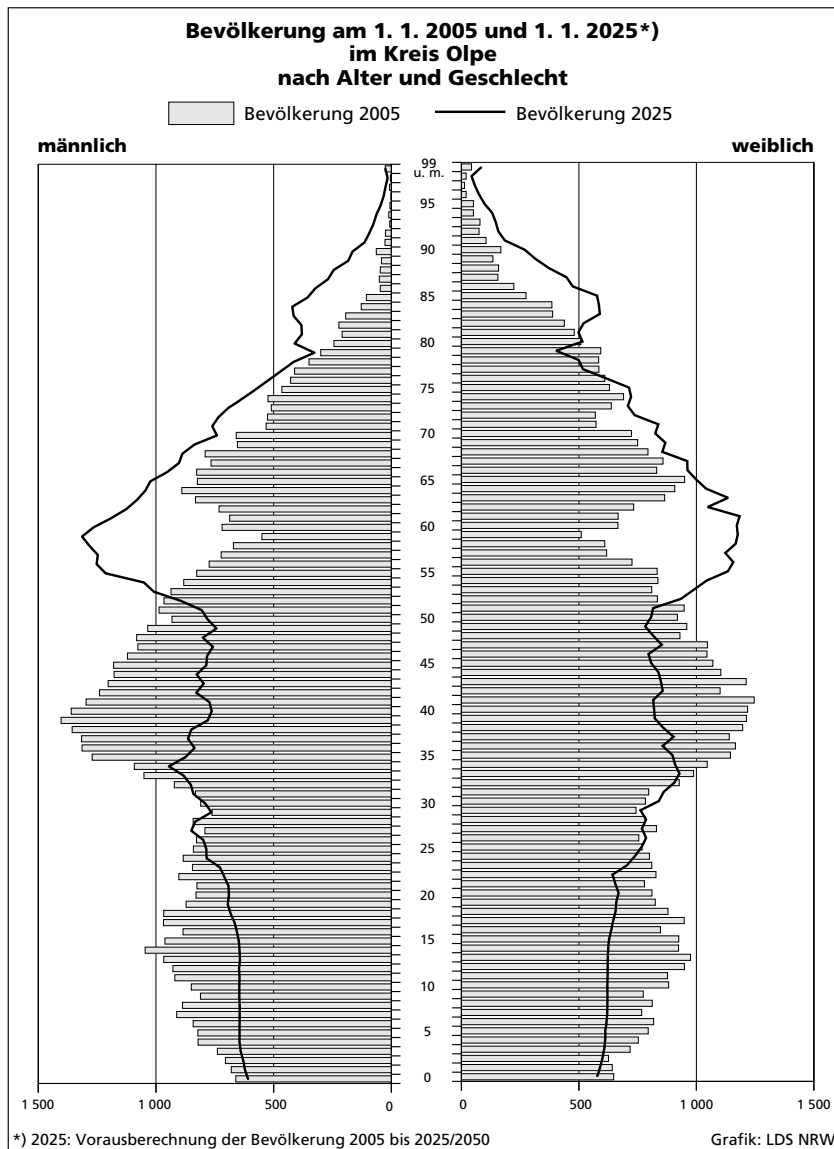 Bevölkerung am 1. 1. 2005 und 1. 1. 2025*)
im Kreis Olpe
nach Alter und Geschlecht
Bevölkerung 2005 Bevölkerung 2025
männlich weiblich
99
u. m.
95
90
85
80
75
70
65
60
55
50
45
40
35
30
25
20
15
10
5
0
1 500 1 000 500 0 0 500 1 000 1 500
*) 2025: Vorausberechnung der Bevölkerung 2005 bis 2025/2050 Grafik: LDS NRW